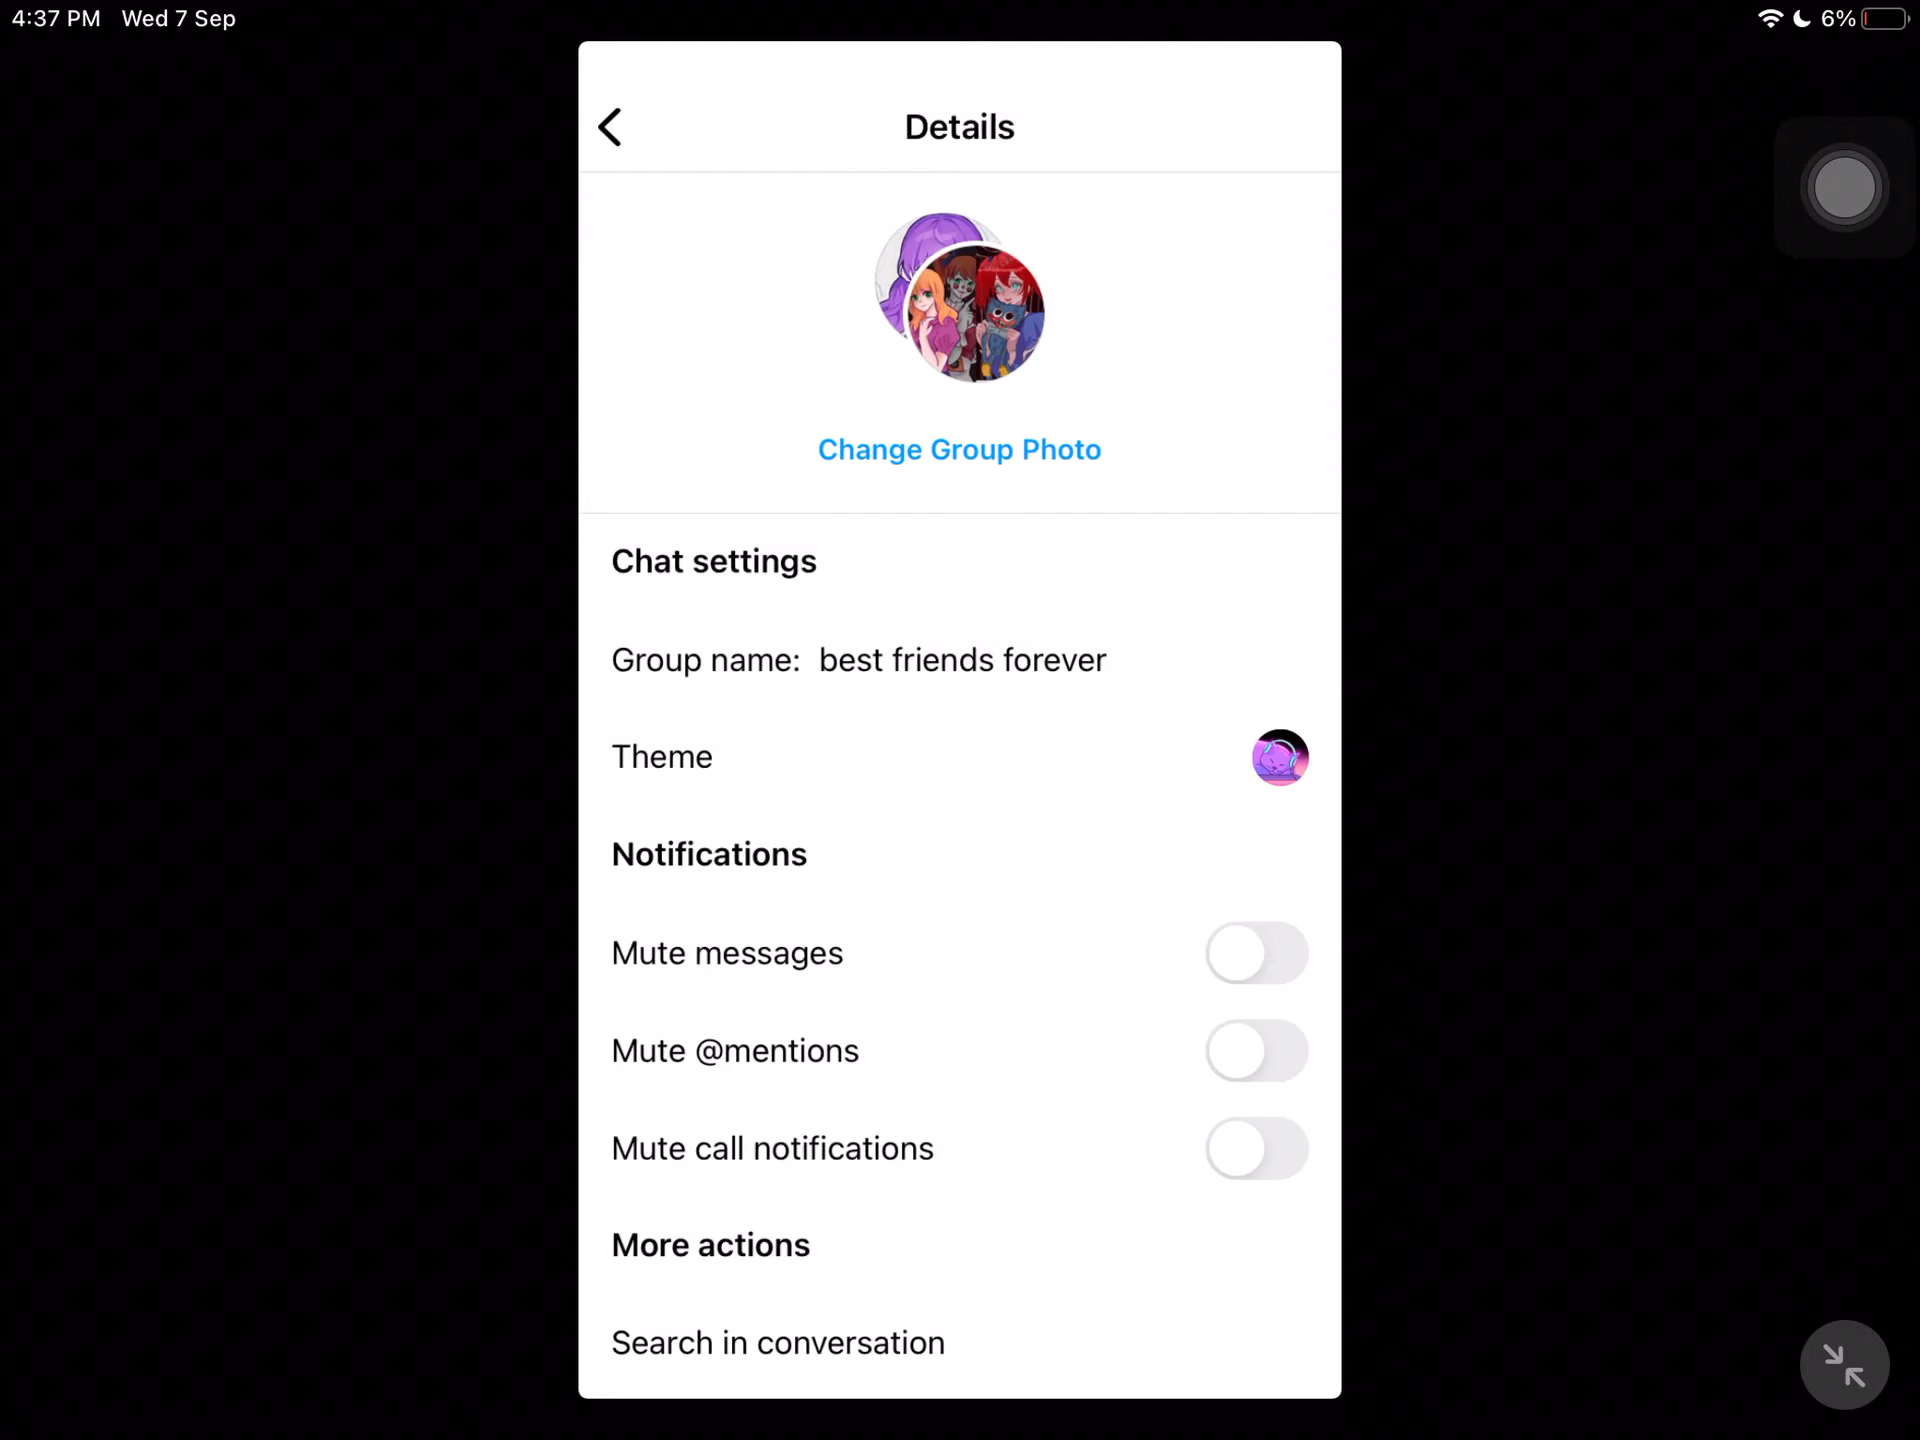 4:37 PM Wed 7 Sep 6%
Details
Change Group Photo
Chat settings
Group name: best friends forever
Theme
Notifications
Mute messages
Mute @mentions
Mute call notifications
More actions
Search in conversation